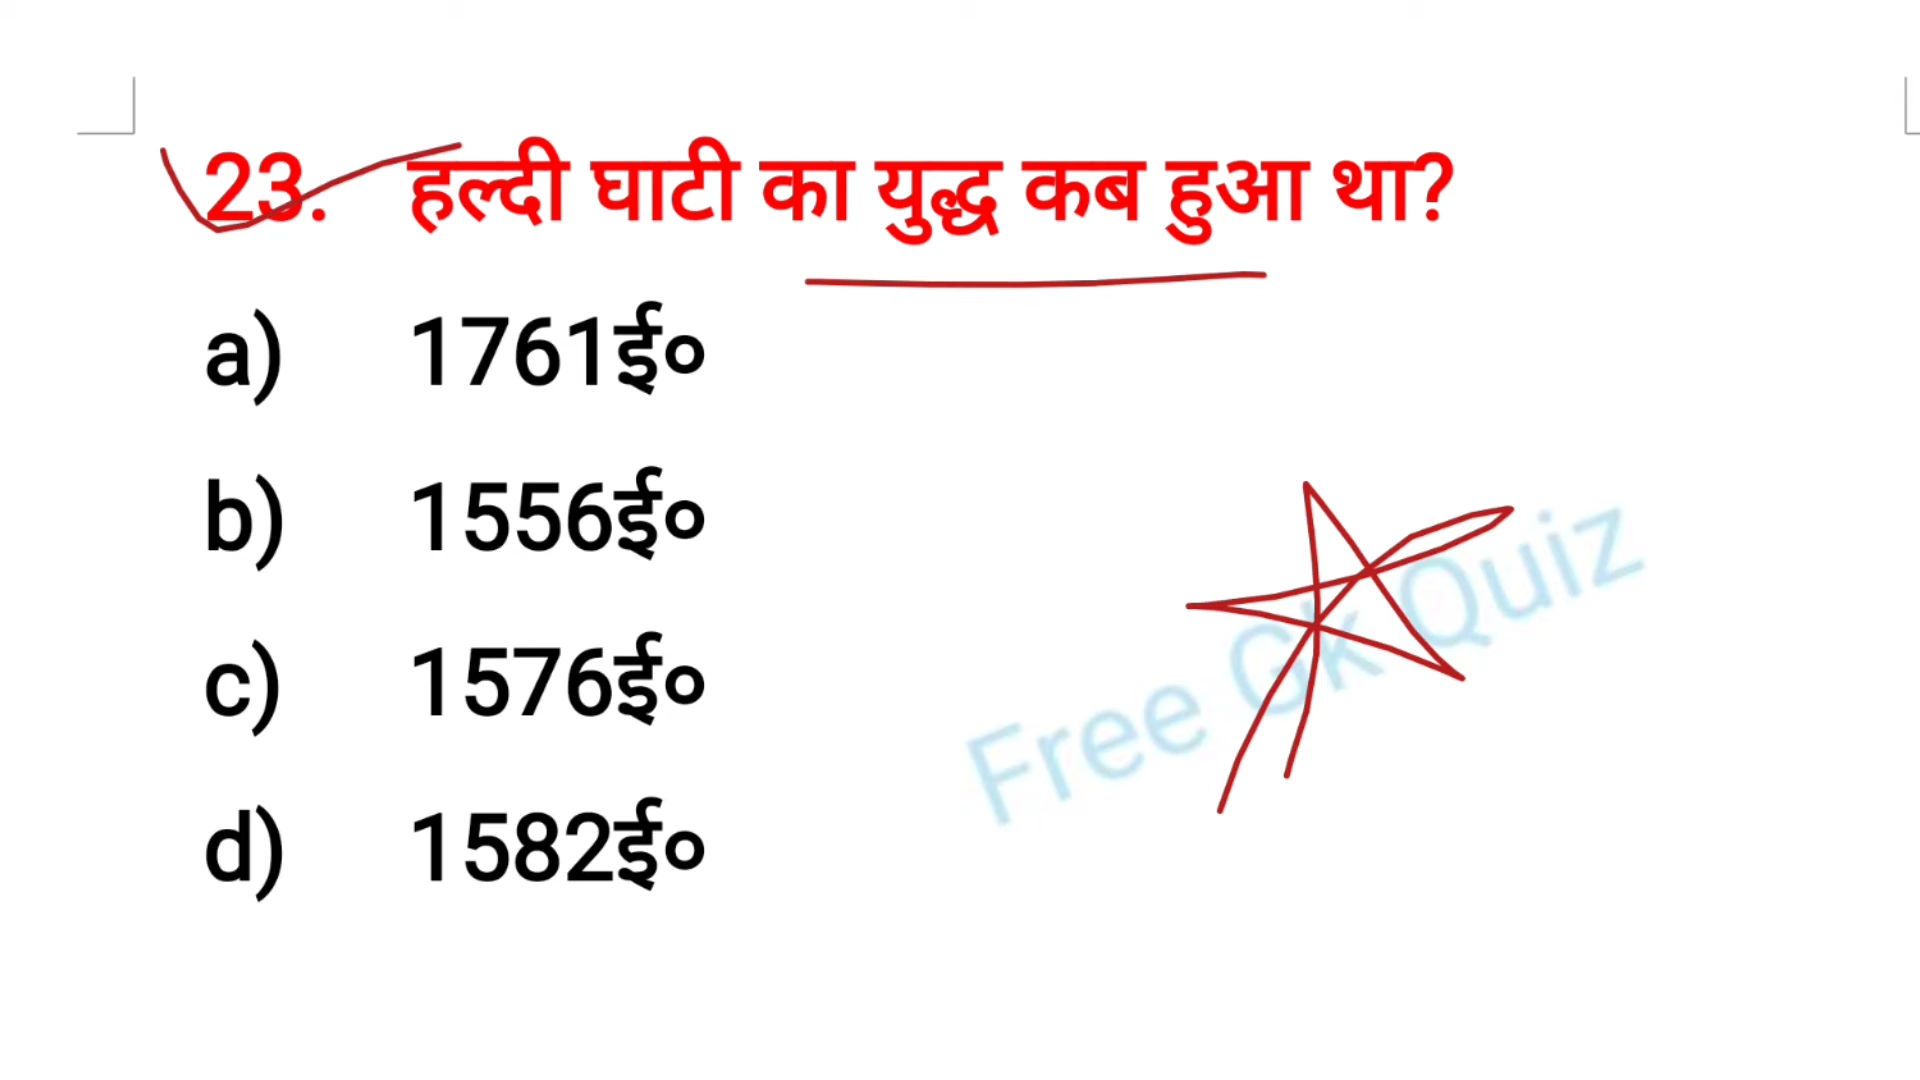 23. हल्दी घाटी का युद्ध कब हुआ था?
a) 1761ई०
b) 1556ई०
c) 1576ई०
d) 1582ई०
Free Gk Quiz